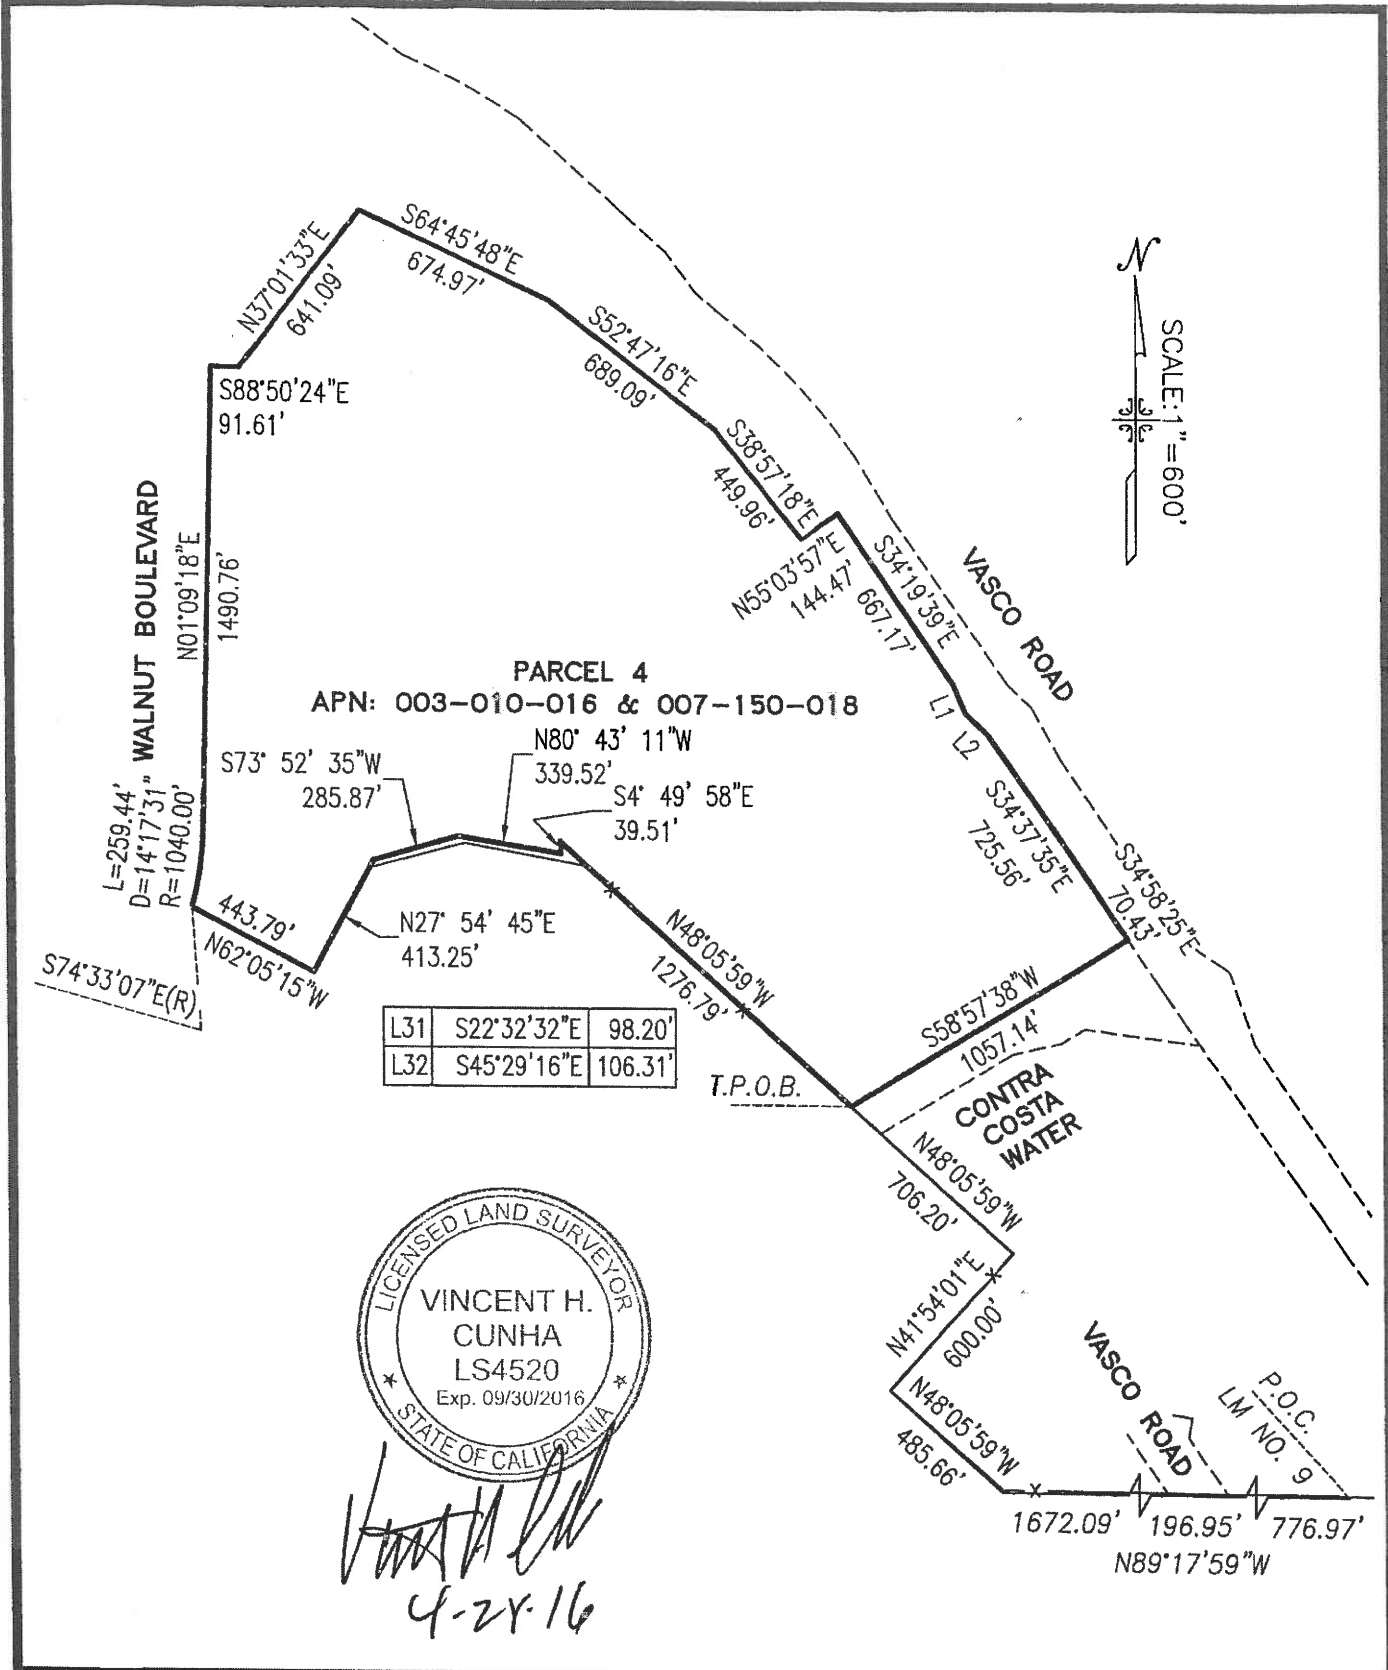 N
SCALE:1"=600'
S64°45'48"E
674.97'
N37°01'33"E
641.09'
S52°47'16"E
689.09'
S88°50'24"E
91.61'
S38°57'18"E
449.96'
N55°03'57"E
144.47'
S34°19'39"E
667.17'
VASCO ROAD
WALNUT BOULEVARD
N01°09'18"E
1490.76'
PARCEL 4
APN: 003-010-016 & 007-150-018
L1
L2
N80° 43' 11"W
339.52'
S73° 52' 35"W
285.87'
S4° 49' 58"E
39.51'
S34°37'35"E
725.56'
L=259.44'
D=14°17'31"
R=1040.00'
S34°58'25"E
70.43'
443.79'
N62°05'15"W
N27° 54' 45"E
413.25'
N48°05'59"W
1276.79'
S74°33'07"E(R)
S58°57'38"W
1057.14'
L31 S22°32'32"E 98.20'
L32 S45°29'16"E 106.31'
T.P.O.B.
CONTRA
COSTA
WATER
N48°05'59"W
706.20'
LICENSED LAND SURVEYOR
VINCENT H.
CUNHA
LS4520
Exp. 09/30/2016
STATE OF CALIFORNIA
N41°54'01"E
600.00'
VASCO ROAD
P.O.C.
LM NO. 9
N48°05'59"W
485.66'
1672.09' 196.95' 776.97'
N89°17'59"W